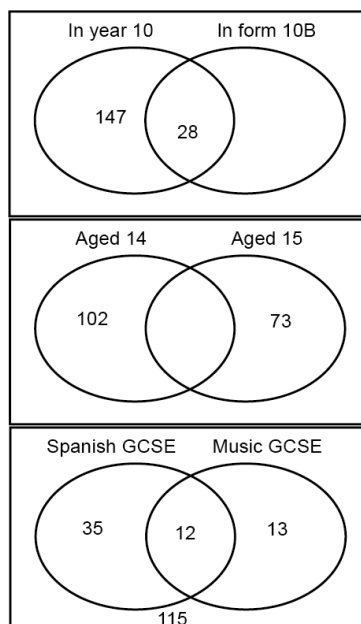 In year 10 In form 10B
147
28
Aged 14 Aged 15
102 73
Spanish GCSE Music GCSE
35 12 13
115